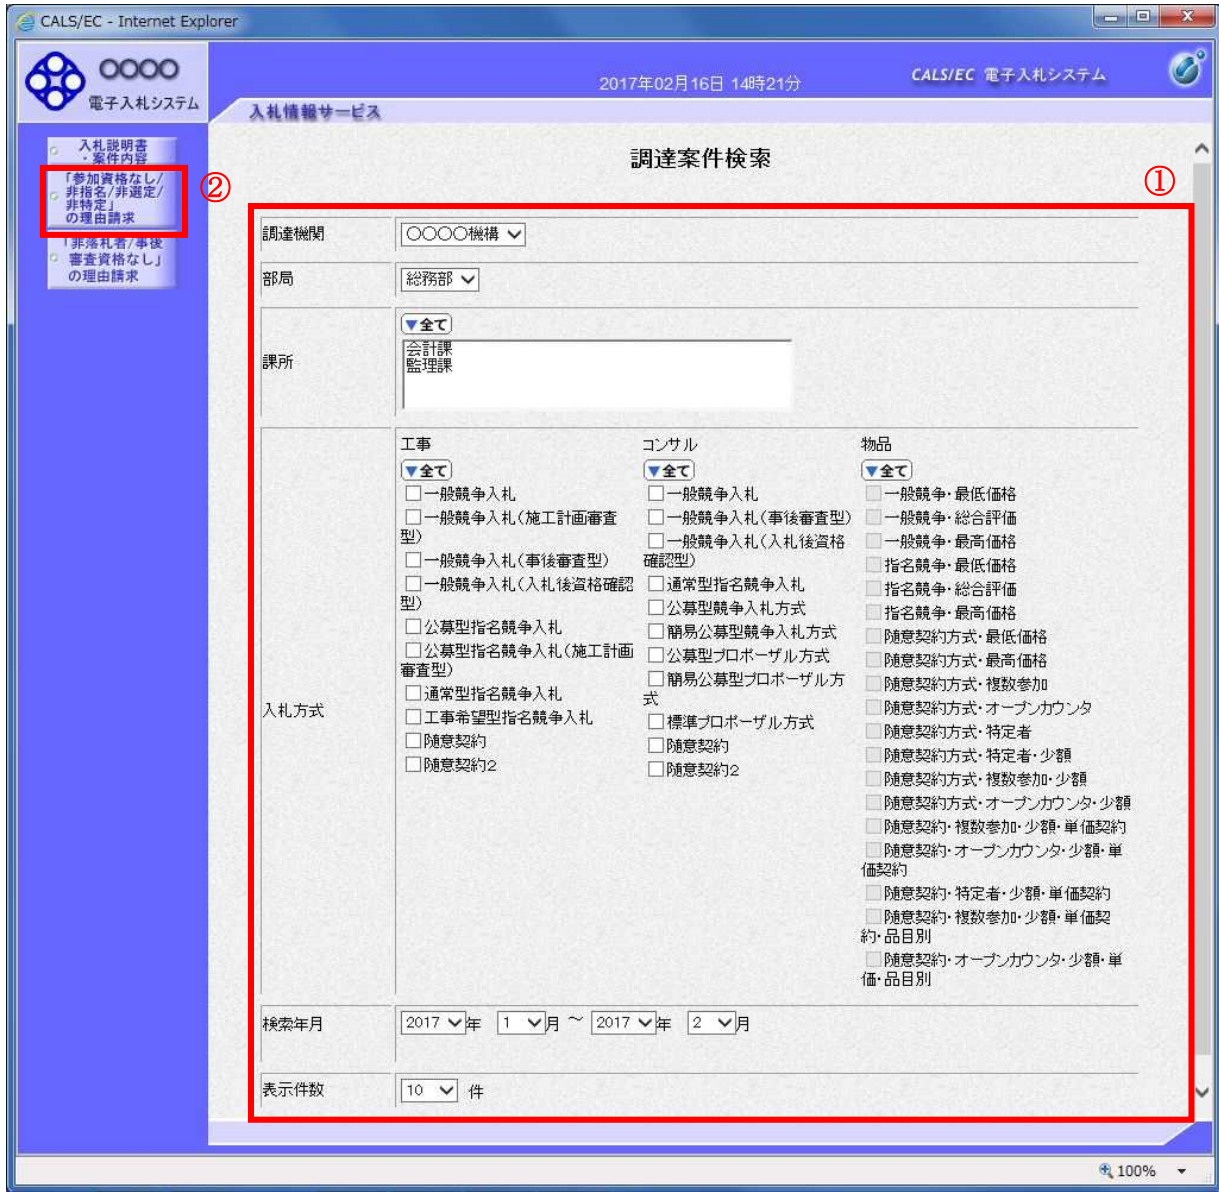 CALS/EC - Internet Explorer
〇〇〇〇
電子入札システム
2017年02月16日 14時21分
CALS/EC 電子入札システム
入札情報サービス
入札説明書
・案件内容
「参加資格なし/
非指名/非選定/
非特定」
の理由請求
②
「非落札者/事後
審査資格なし」
の理由請求
調達案件検索
①
調達機関
〇〇〇〇機構
部局
総務部
課所
▼全て
会計課
監理課
入札方式
工事
▼全て
一般競争入札
一般競争入札(施工計画審査
型)
一般競争入札(事後審査型)
一般競争入札(入札後資格確認
型)
公募型指名競争入札
公募型指名競争入札(施工計画
審査型)
通常型指名競争入札
工事希望型指名競争入札
随意契約
随意契約2
コンサル
▼全て
一般競争入札
一般競争入札(事後審査型)
一般競争入札(入札後資格
確認型)
通常型指名競争入札
公募型競争入札方式
簡易公募型競争入札方式
公募型プロポーザル方式
簡易公募型プロポーザル方
式
標準プロポーザル方式
随意契約
随意契約2
物品
▼全て
一般競争・最低価格
一般競争・総合評価
一般競争・最高価格
指名競争・最低価格
指名競争・総合評価
指名競争・最高価格
随意契約方式・最低価格
随意契約方式・最高価格
随意契約方式・複数参加
随意契約方式・オープンカウンタ
随意契約方式・特定者
随意契約方式・特定者・少額
随意契約方式・複数参加・少額
随意契約方式・オープンカウンタ・少額
随意契約・複数参加・少額・単価契約
随意契約・オープンカウンタ・少額・単
価契約
随意契約・特定者・少額・単価契約
随意契約・複数参加・少額・単価契
約・品目別
随意契約・オープンカウンタ・少額・単
価・品目別
検索年月
2017 年 1 月 ～ 2017 年 2 月
表示件数
10 件
100%